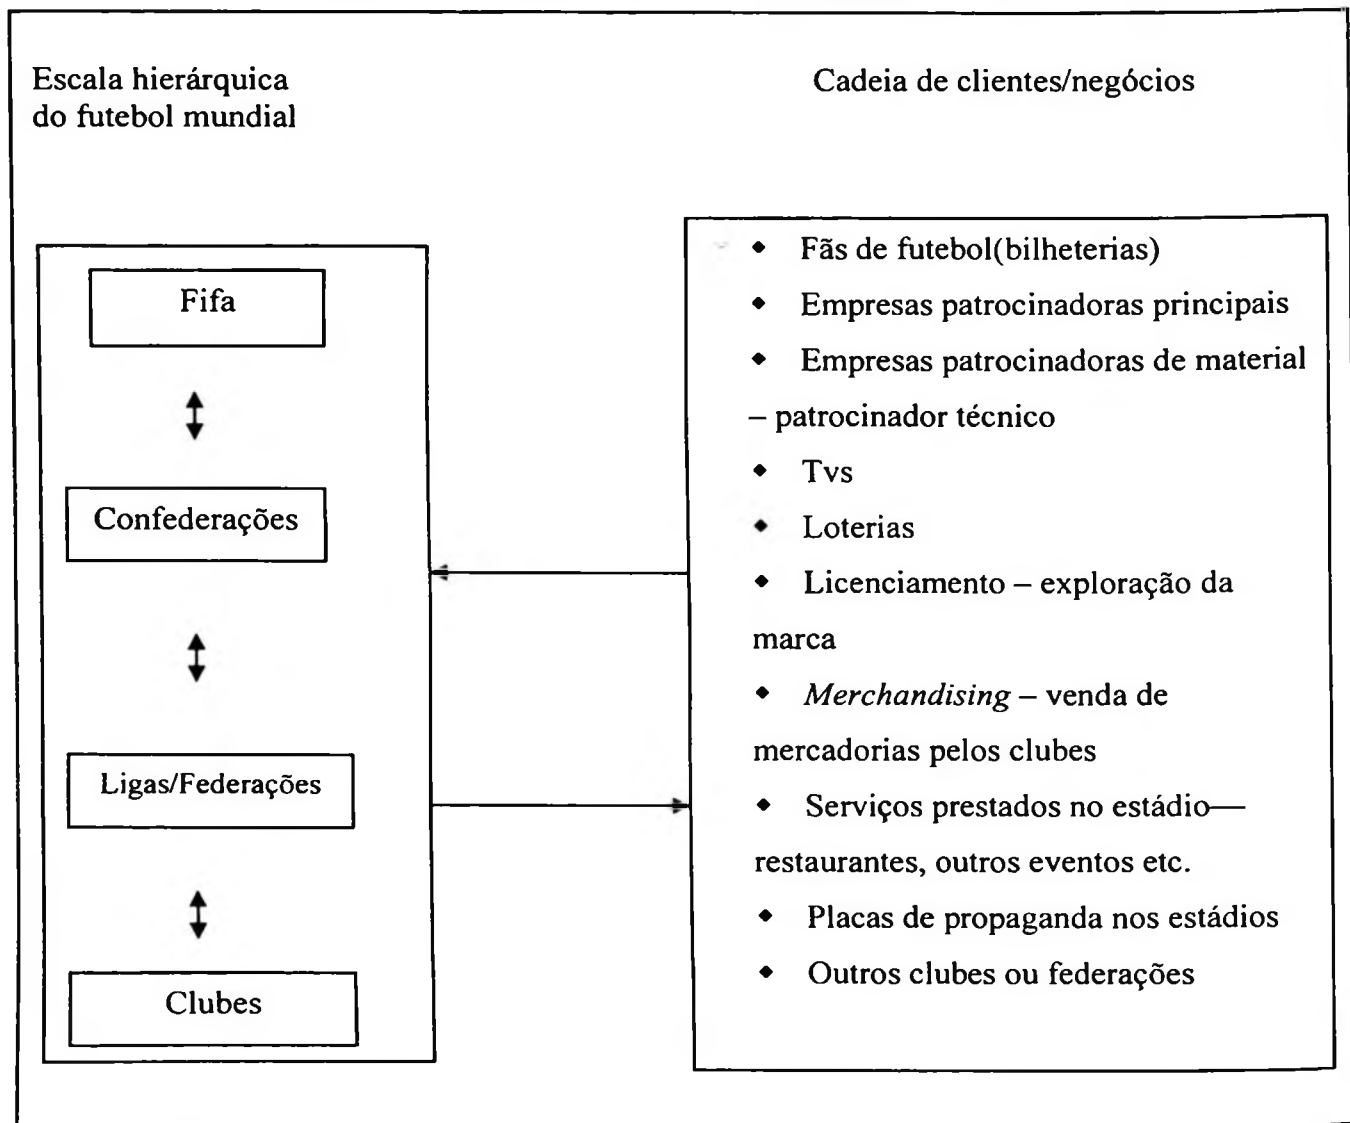 Escala hierárquica
do futebol mundial
Cadeia de clientes/negócios
Fifa
Confederações
Ligas/Federações
Clubes
◆ Fãs de futebol(bilheterias)
◆ Empresas patrocinadoras principais
◆ Empresas patrocinadoras de material
– patrocinador técnico
◆ Tvs
◆ Loterias
◆ Licenciamento – exploração da
marca
◆ Merchandising – venda de
mercadorias pelos clubes
◆ Serviços prestados no estádio—
restaurantes, outros eventos etc.
◆ Placas de propaganda nos estádios
◆ Outros clubes ou federações